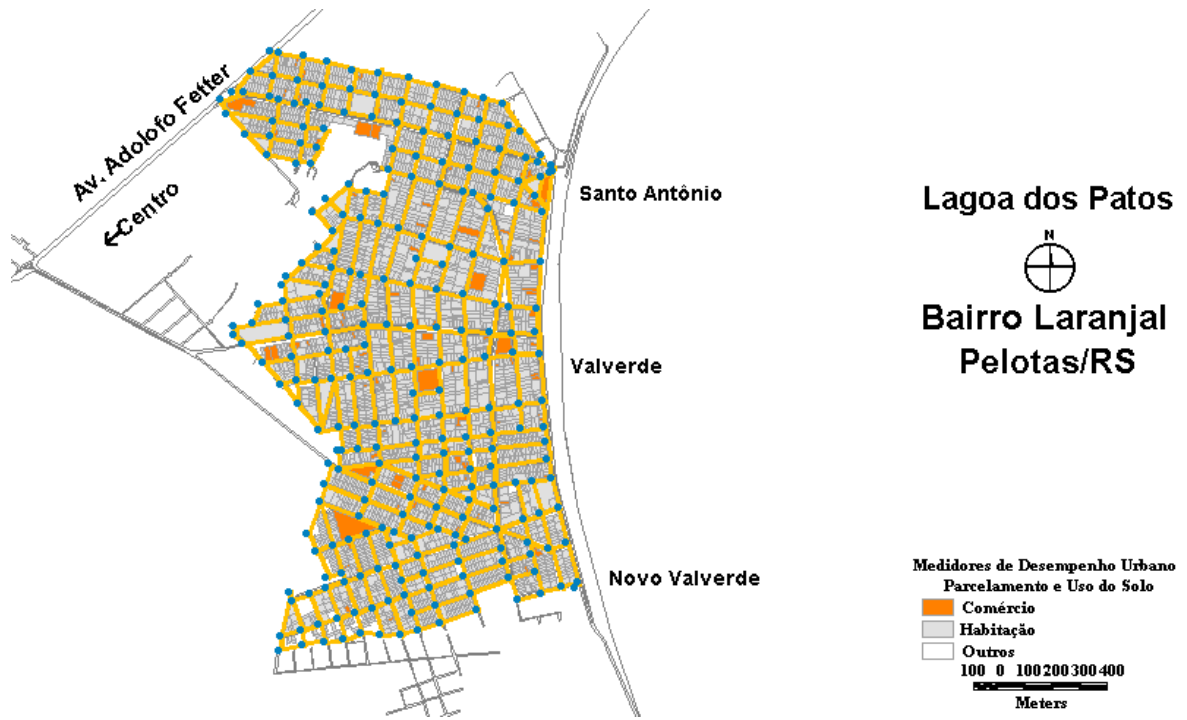 Av. Adolofo Fetter
←Centro
Santo Antônio
Valverde
Novo Valverde
Lagoa dos Patos
N
Bairro Laranjal
Pelotas/RS
Medidores de Desempenho Urbano
Parcelamento e Uso do Solo
Comércio
Habitação
Outros
100 0 100 200 300 400
Meters